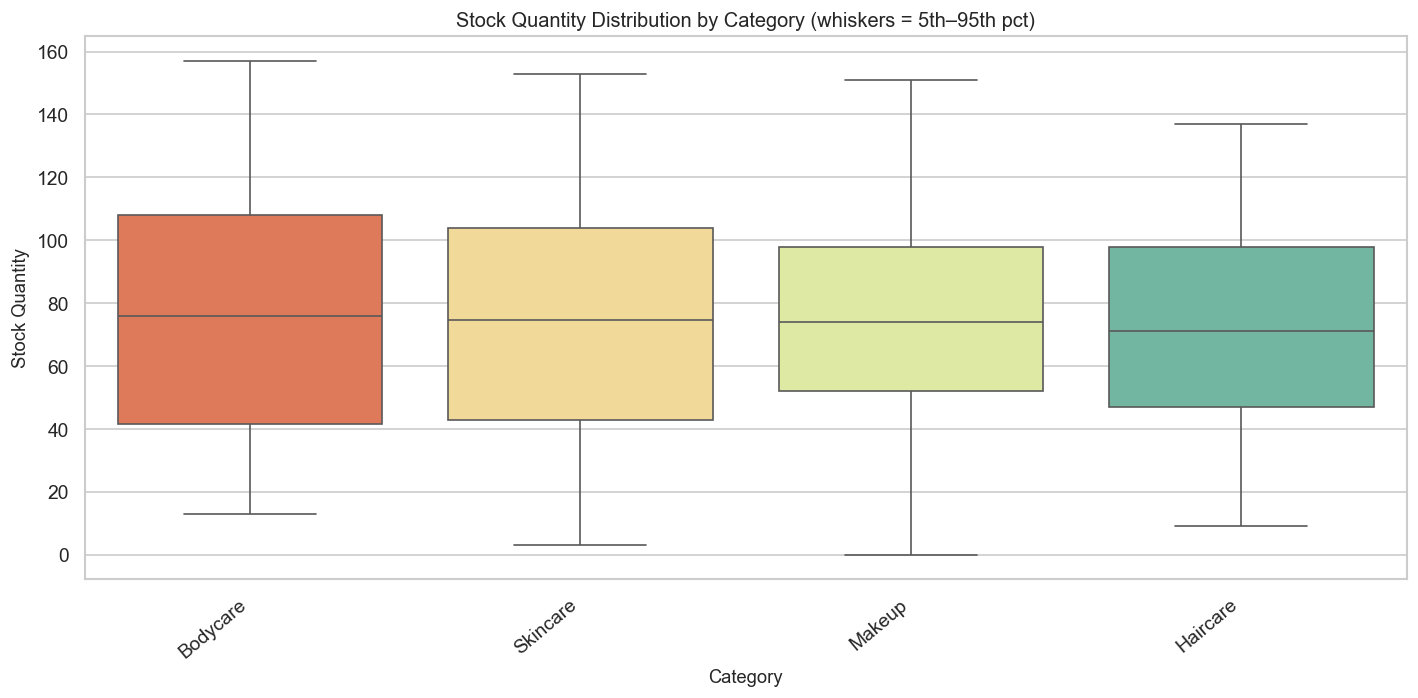 Stock Quantity Distribution by Category (whiskers = 5th–95th pct)
Stock Quantity
160
140
120
100
80
60
40
20
0
Bodycare
Skincare
Makeup
Haircare
Category